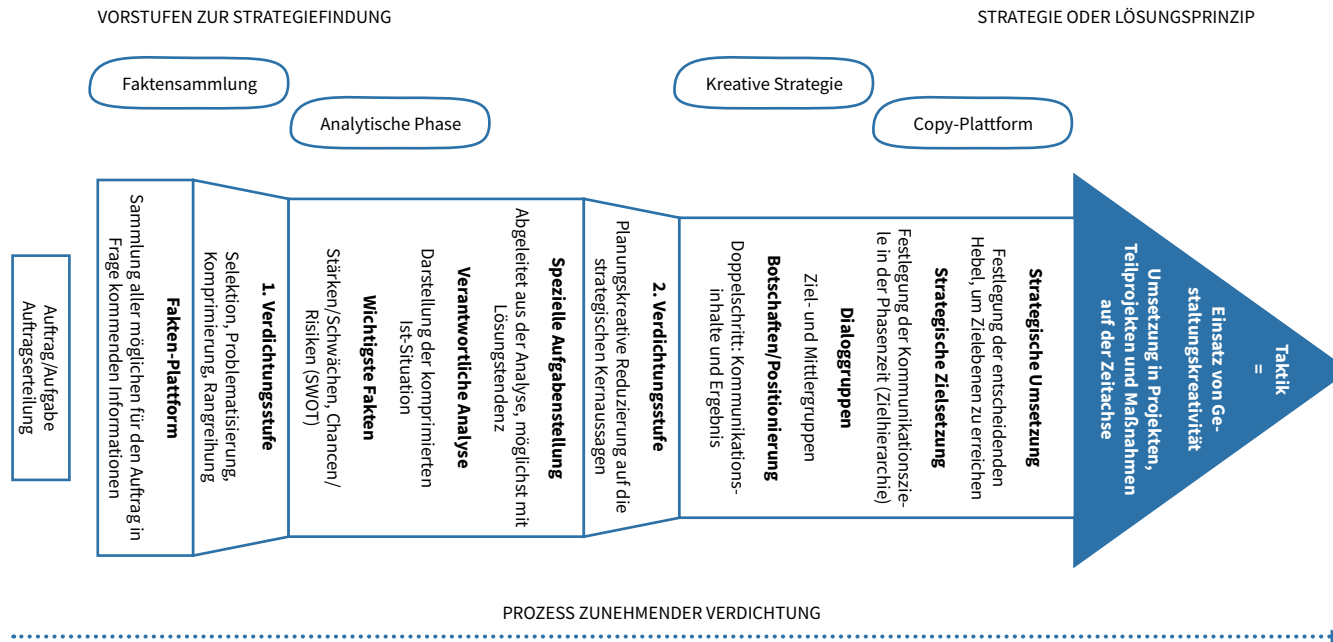 VORSTUFEN ZUR STRATEGIEFINDUNG
STRATEGIE ODER LÖSUNGSPRINZIP
Faktensammlung
Analytische Phase
Kreative Strategie
Copy-Plattform
Auftrag/Aufgabe
Auftragserteilung
Fakten-Plattform
Sammlung aller möglichen für den Auftrag in
Frage kommenden Informationen
1. Verdichtungsstufe
Selektion, Problematisierung,
Komprimierung, Rangreihung
Wichtigste Fakten
Stärken/Schwächen, Chancen/
Risiken (SWOT)
Verantwortliche Analyse
Darstellung der komprimierten
Ist-Situation
Spezielle Aufgabenstellung
Abgeleitet aus der Analyse, möglichst mit
Lösungstendenz
2. Verdichtungsstufe
Planungskreative Reduzierung auf die
strategischen Kernaussagen
Botschaften/Positionierung
Doppelschritt: Kommunikations-
inhalte und Ergebnis
Dialoggruppen
Ziel- und Mittlegruppen
Strategische Zielsetzung
Festlegung der Kommunikationszie-
le in der Phasenzeit (Zielhierarchie)
Strategische Umsetzung
Festlegung der entscheidenden
Hebel, um Zielebenen zu erreichen
Taktik
=
Einsatz von Ge-
staltungskreativität
Umsetzung in Projekten,
Teilprojekten und Maßnahmen
auf der Zeitachse
PROZESS ZUNEHMENDER VERDICHTUNG